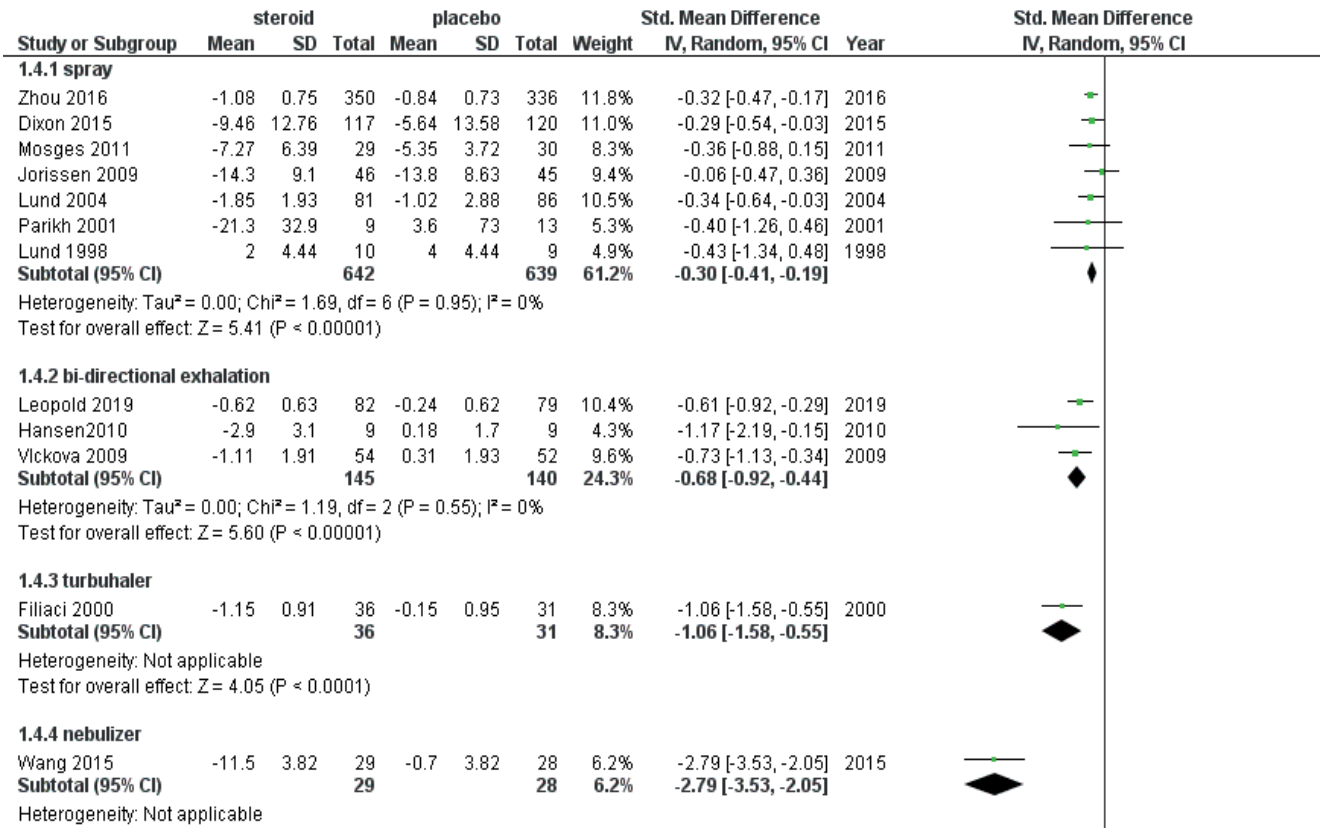 steroid placebo Std. Mean Difference Std. Mean Difference
Study or Subgroup Mean SD Total Mean SD Total Weight IV, Random, 95% CI Year IV, Random, 95% CI
1.4.1 spray
Zhou 2016 -1.08 0.75 350 -0.84 0.73 336 11.8% -0.32 [-0.47, -0.17] 2016
Dixon 2015 -9.46 12.76 117 -5.64 13.58 120 11.0% -0.29 [-0.54, -0.03] 2015
Mosges 2011 -7.27 6.39 29 -5.35 3.72 30 8.3% -0.36 [-0.88, 0.15] 2011
Jorissen 2009 -14.3 9.1 46 -13.8 8.63 45 9.4% -0.06 [-0.47, 0.36] 2009
Lund 2004 -1.85 1.93 81 -1.02 2.88 86 11.0% -0.34 [-0.64, -0.03] 2004
Parikh 2001 -21.3 32.9 9 3.6 73 13 5.3% -0.40 [-1.26, 0.46] 2001
Lund 1998 2 4.44 10 4 4.44 9 4.9% -0.43 [-1.34, 0.48] 1998
Subtotal (95% CI) 642 639 61.2% -0.30 [-0.41, -0.19]
Heterogeneity: Tau² = 0.00; Chi² = 1.69, df = 6 (P = 0.95); I² = 0%
Test for overall effect: Z = 5.41 (P < 0.00001)
1.4.2 bi-directional exhalation
Leopold 2019 -0.62 0.63 82 -0.24 0.62 79 10.4% -0.61 [-0.92, -0.29] 2019
Hansen2010 -2.9 3.1 9 0.18 1.7 9 4.3% -1.17 [-2.19, -0.15] 2010
Vlckova 2009 -1.11 1.91 54 0.31 1.93 52 9.6% -0.73 [-1.13, -0.34] 2009
Subtotal (95% CI) 145 140 24.3% -0.68 [-0.92, -0.44]
Heterogeneity: Tau² = 0.00; Chi² = 1.19, df = 2 (P = 0.55); I² = 0%
Test for overall effect: Z = 5.60 (P < 0.00001)
1.4.3 turbuhaler
Filiaci 2000 -1.15 0.91 36 -0.15 0.95 31 8.3% -1.06 [-1.58, -0.55] 2000
Subtotal (95% CI) 36 31 8.3% -1.06 [-1.58, -0.55]
Heterogeneity: Not applicable
Test for overall effect: Z = 4.05 (P < 0.0001)
1.4.4 nebulizer
Wang 2015 -11.5 3.82 29 -0.7 3.82 28 6.2% -2.79 [-3.53, -2.05] 2015
Subtotal (95% CI) 29 28 6.2% -2.79 [-3.53, -2.05]
Heterogeneity: Not applicable